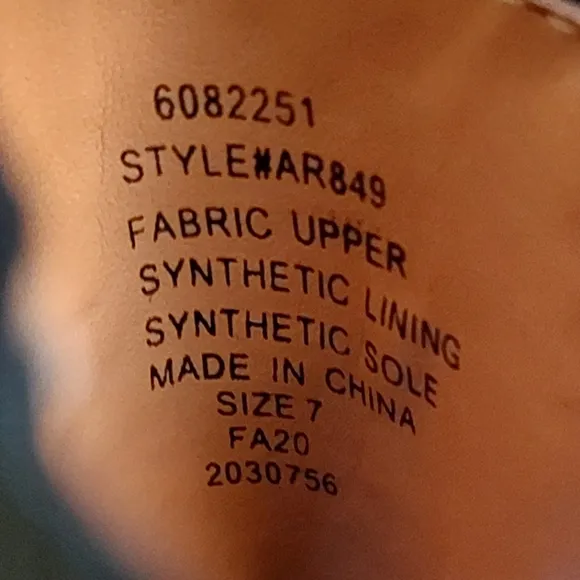 6082251
STYLE#AR849
FABRIC UPPER
SYNTHETIC LINING
SYNTHETIC SOLE
MADE IN CHINA
SIZE 7
FA20
2030756